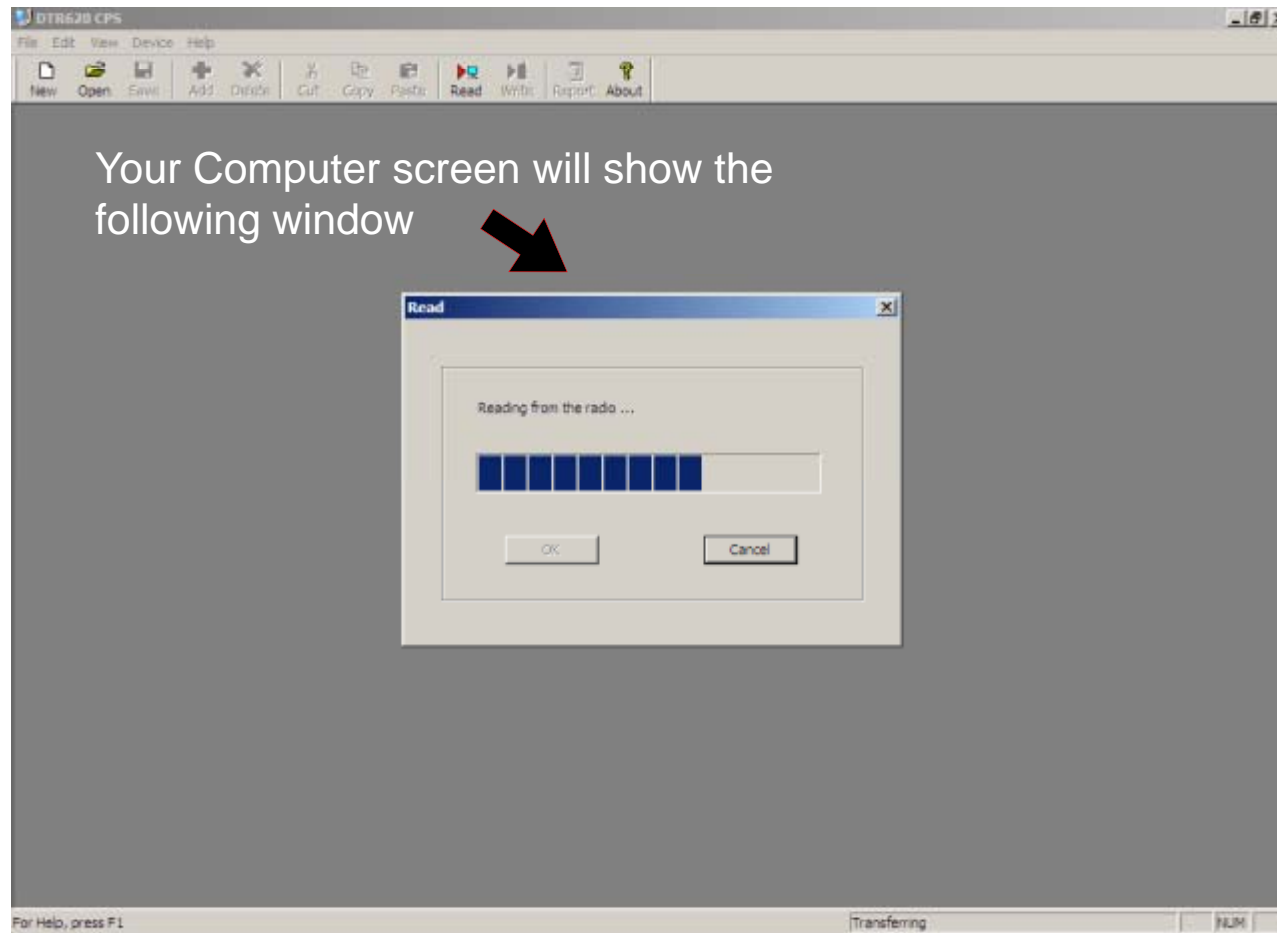 DTR620 CPS
File Edit View Device Help
New Open Save Add Delete Cut Copy Paste Read Write Report About
Your Computer screen will show the
following window
Read
Reading from the radio ...
OK Cancel
For Help, press F1 Transferring NUM